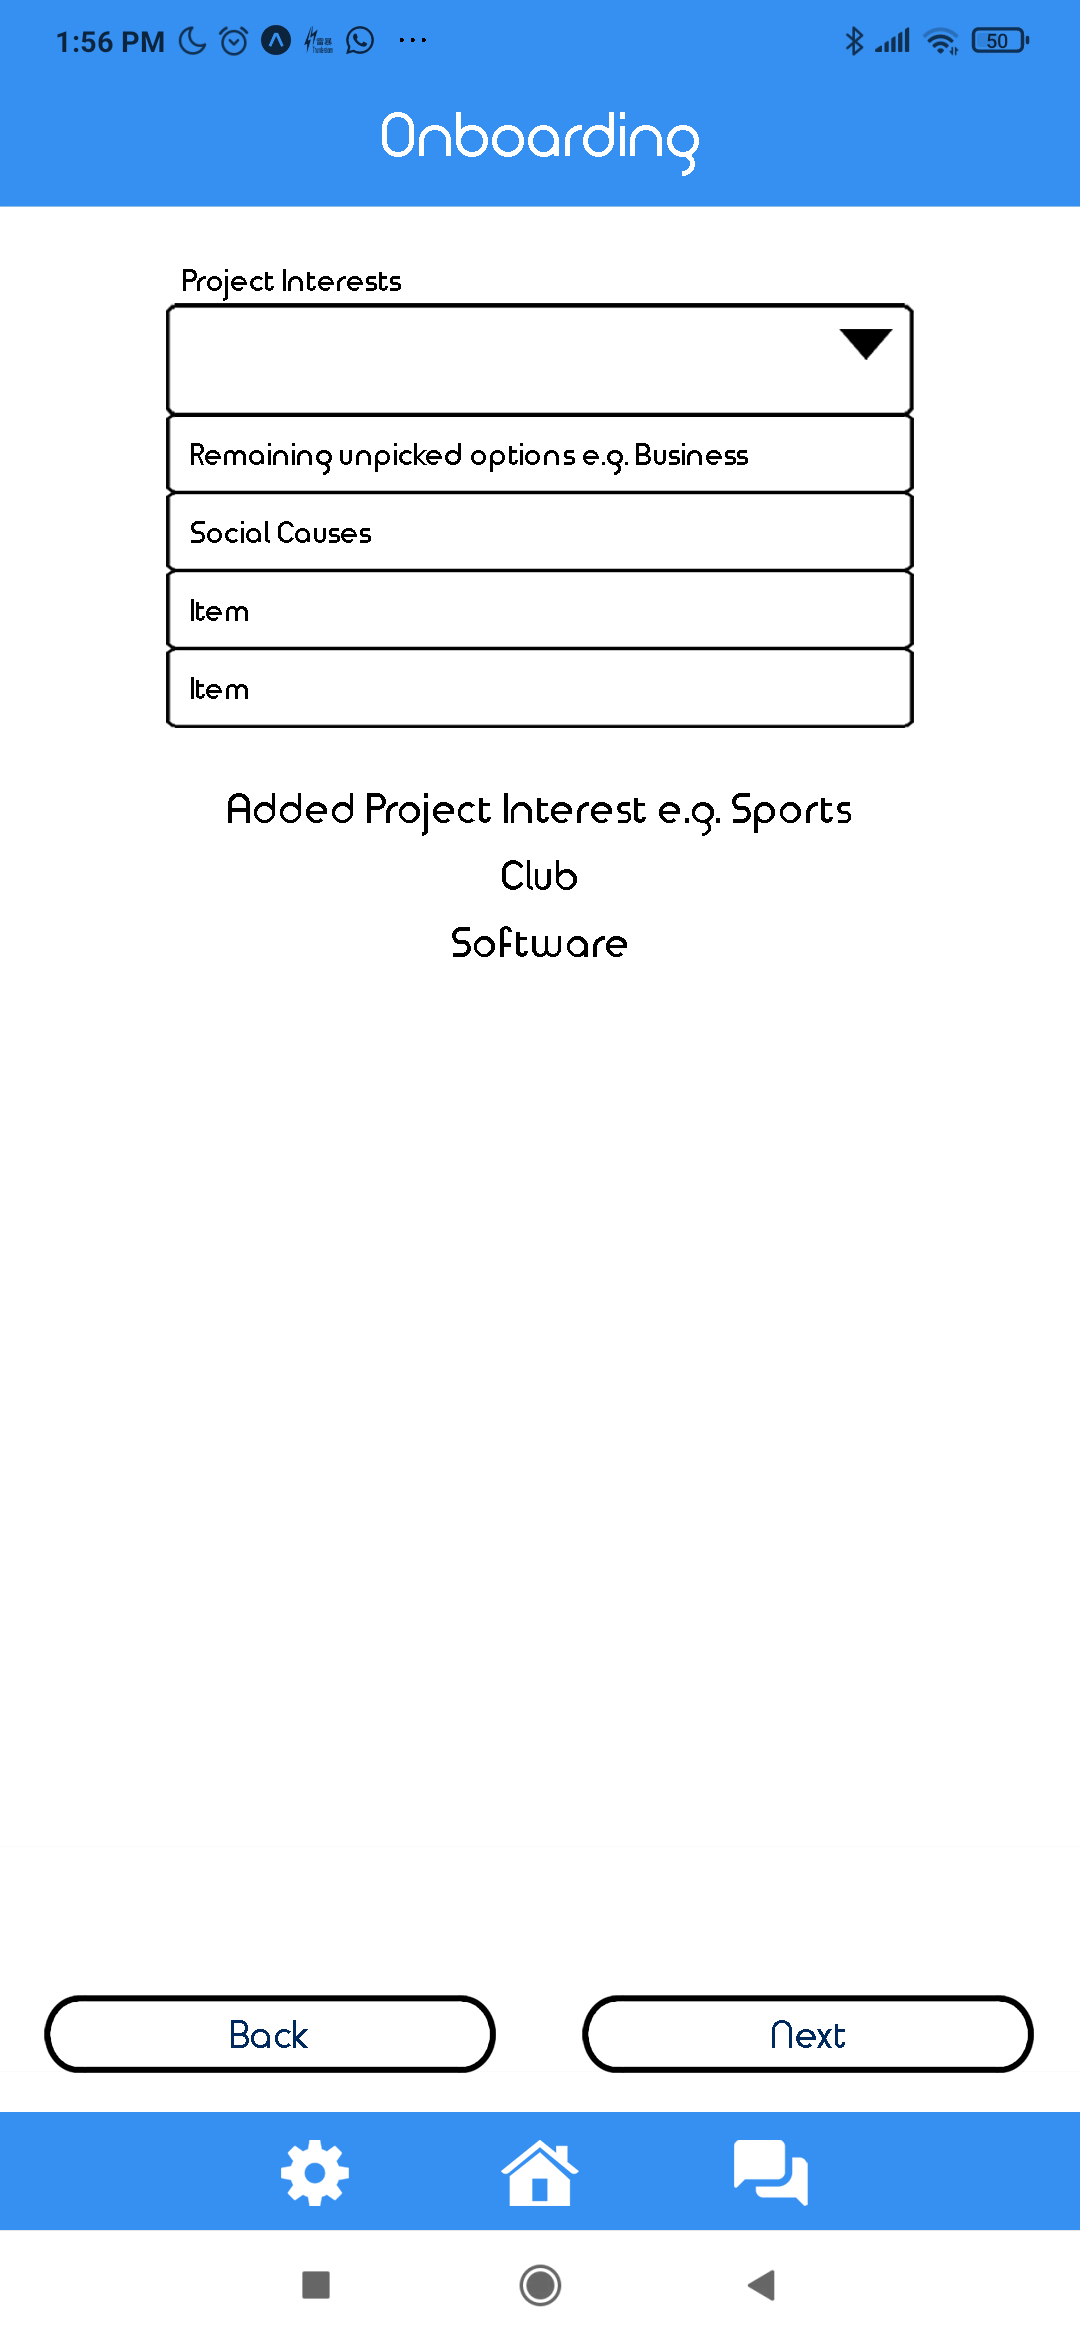 1:56 PM
50
Onboarding
Project Interests
Remaining unpicked options e.g. Business
Social Causes
Item
Item
Added Project Interest e.g. Sports
Club
Software
Back
Next